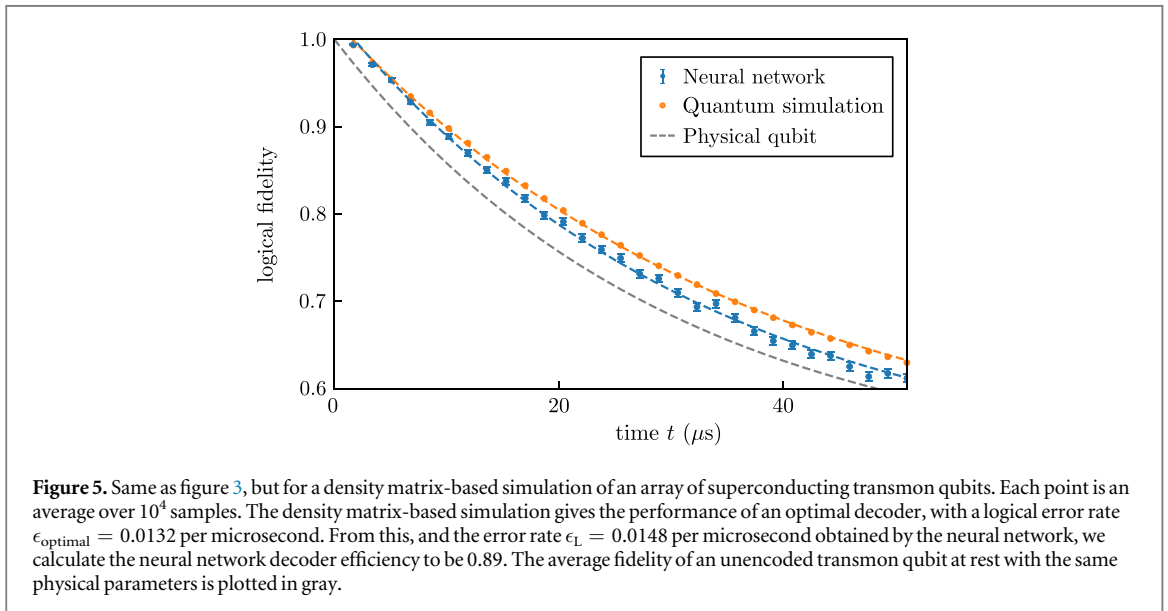 1.0
0.9
0.8
0.7
0.6
logical fidelity
Neural network
Quantum simulation
Physical qubit
0
20
40
time t (μs)
Figure 5. Same as figure 3, but for a density matrix-based simulation of an array of superconducting transmon qubits. Each point is an
average over 10⁴ samples. The density matrix-based simulation gives the performance of an optimal decoder, with a logical error rate
ϵoptimal = 0.0132 per microsecond. From this, and the error rate ϵL = 0.0148 per microsecond obtained by the neural network, we
calculate the neural network decoder efficiency to be 0.89. The average fidelity of an unencoded transmon qubit at rest with the same
physical parameters is plotted in gray.